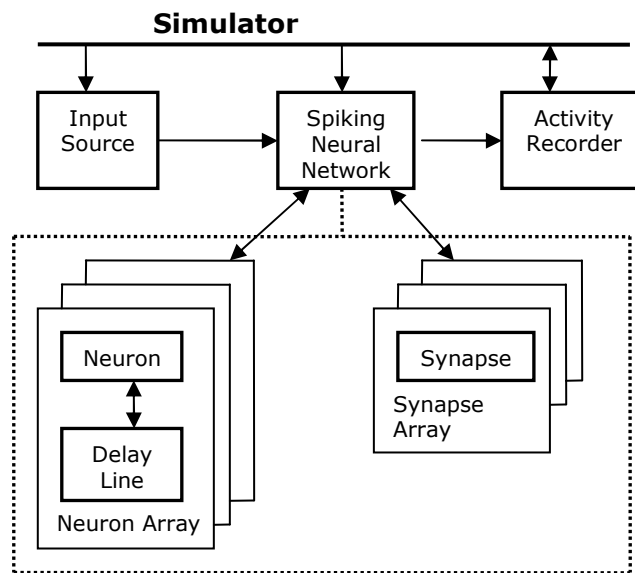 Simulator
Input
Source
Spiking
Neural
Network
Activity
Recorder
Neuron
Delay
Line
Neuron Array
Synapse
Synapse
Array